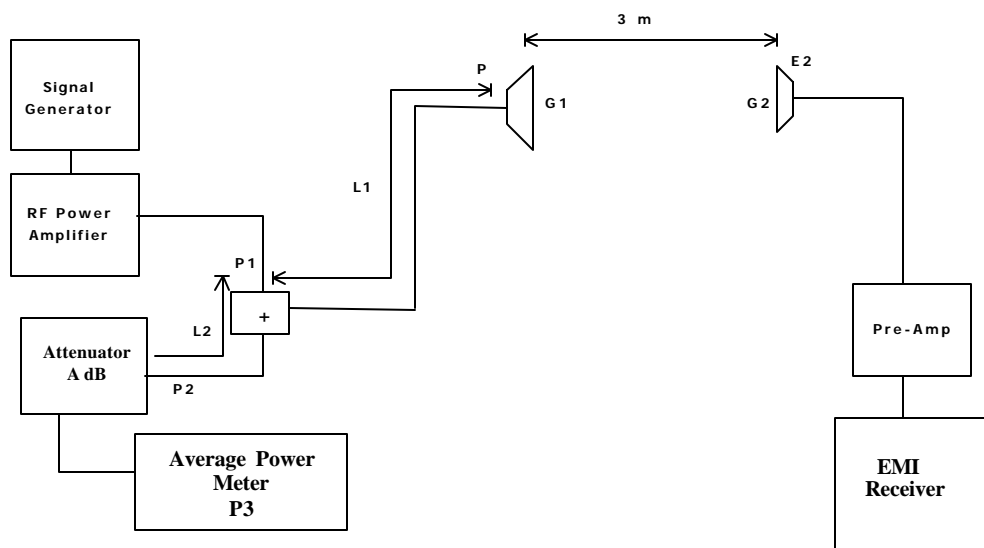 3 m
Signal
Generator
P
E2
G1
G2
L1
RF Power
Amplifier
P1
+
L2
Pre-Amp
Attenuator
A dB
P2
Average Power
Meter
P3
EMI
Receiver